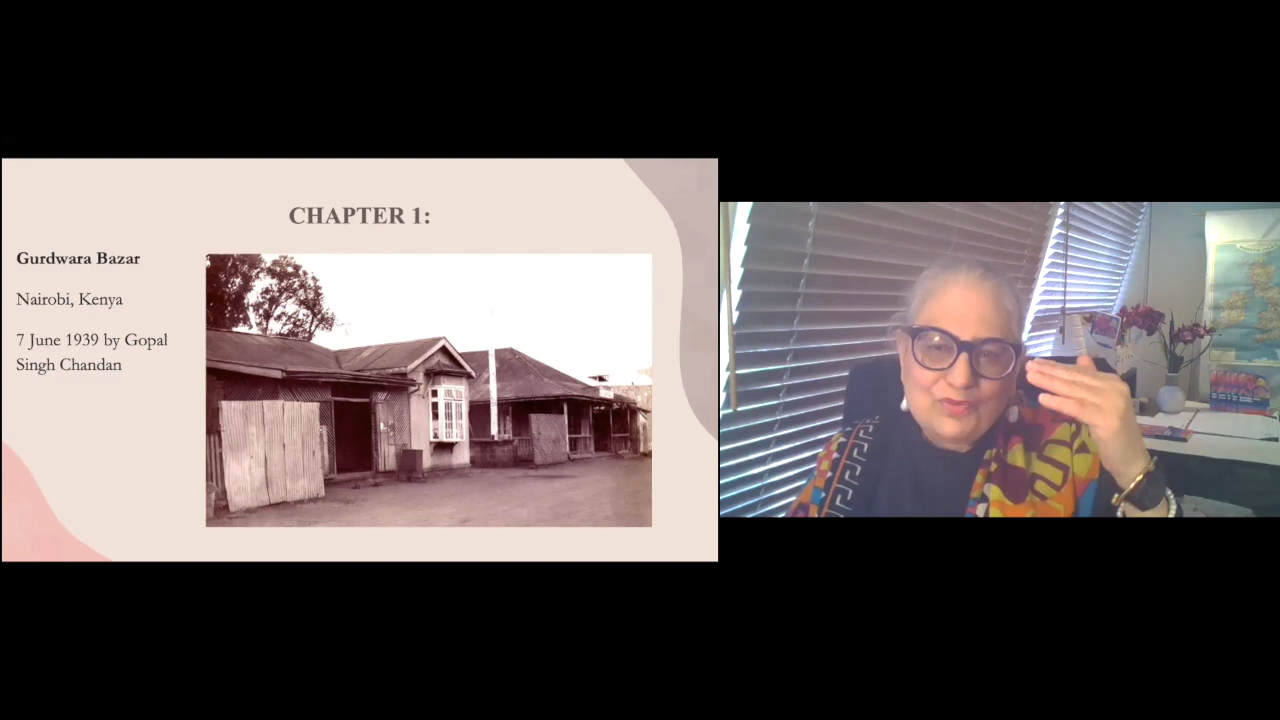 CHAPTER 1:
Gurdwara Bazar
Nairobi, Kenya
7 June 1939 by Gopal
Singh Chandan